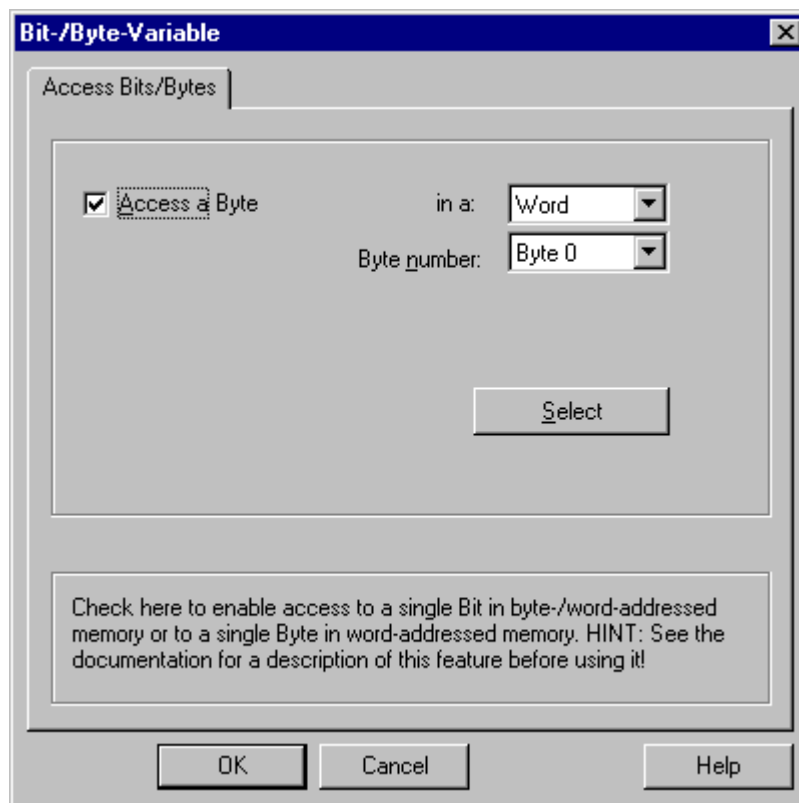 Bit-/Byte-Variable
Access Bits/Bytes
Access a Byte in a: Word
Byte number: Byte 0
Select
Check here to enable access to a single Bit in byte-/word-addressed
memory or to a single Byte in word-addressed memory. HINT: See the
documentation for a description of this feature before using it!
OK Cancel Help